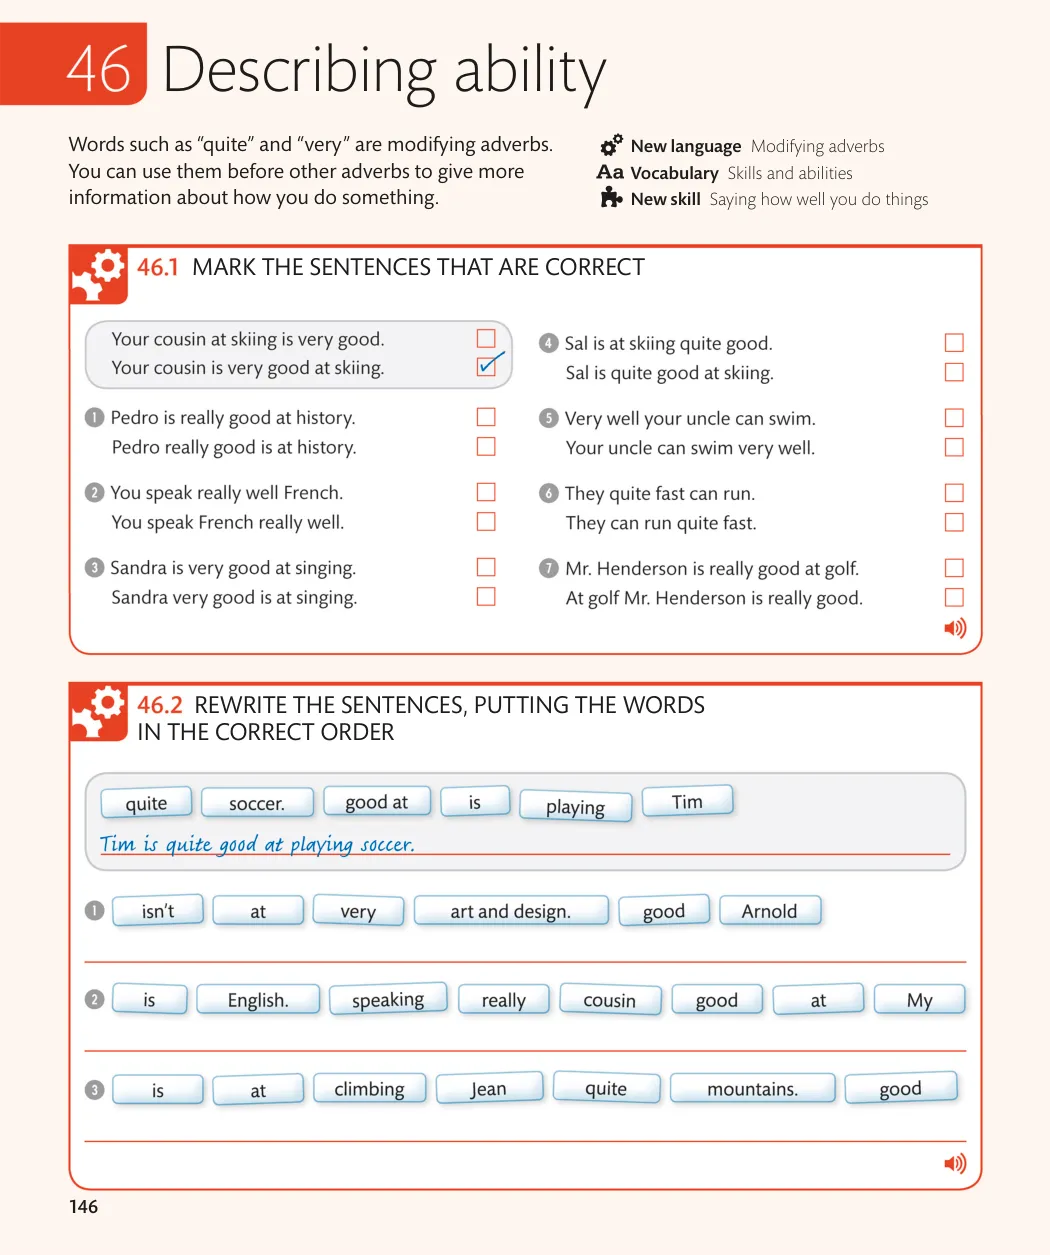 46 Describing ability
Words such as “quite” and “very” are modifying adverbs.
You can use them before other adverbs to give more
information about how you do something.
New language Modifying adverbs
Aa Vocabulary Skills and abilities
New skill Saying how well you do things
46.1 MARK THE SENTENCES THAT ARE CORRECT
Your cousin at skiing is very good.
Your cousin is very good at skiing.
1 Pedro is really good at history.
Pedro really good is at history.
2 You speak really well French.
You speak French really well.
3 Sandra is very good at singing.
Sandra very good is at singing.
4 Sal is at skiing quite good.
Sal is quite good at skiing.
5 Very well your uncle can swim.
Your uncle can swim very well.
6 They quite fast can run.
They can run quite fast.
7 Mr. Henderson is really good at golf.
At golf Mr. Henderson is really good.
46.2 REWRITE THE SENTENCES, PUTTING THE WORDS
IN THE CORRECT ORDER
quite soccer. good at is playing Tim
Tim is quite good at playing soccer.
1 isn’t at very art and design. good Arnold
2 is English. speaking really cousin good at My
3 is at climbing Jean quite mountains. good
146